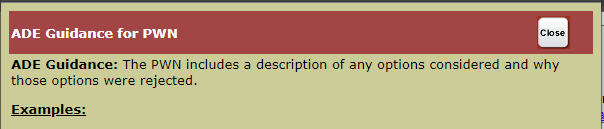 ADE Guidance for PWN
Close
ADE Guidance: The PWN includes a description of any options considered and why
those options were rejected.
Examples: